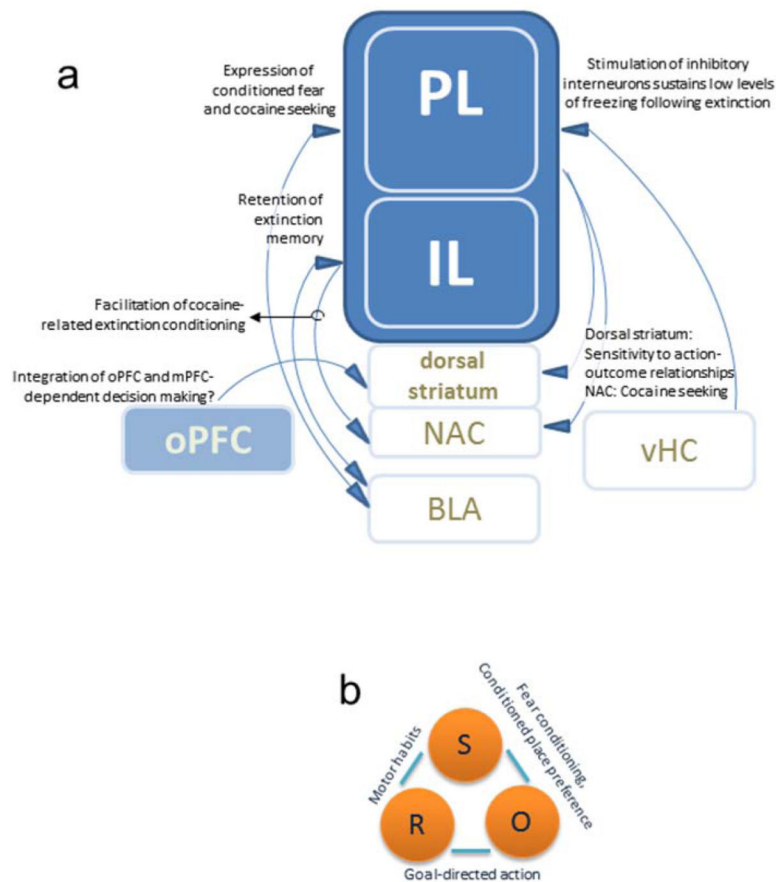 a
Expression of
conditioned fear
and cocaine seeking
PL
Stimulation of inhibitory
interneurons sustains low levels
of freezing following extinction
Retention of
extinction
memory
IL
Facilitation of cocaine-
related extinction conditioning
Integration of oPFC and mPFC-
dependent decision making?
oPFC
dorsal
striatum
NAC
BLA
Dorsal striatum:
Sensitivity to action-
outcome relationships
NAC: Cocaine seeking
vHC
b
Motor habits
S
Fear conditioning,
Conditioned place preference
R
O
Goal-directed action